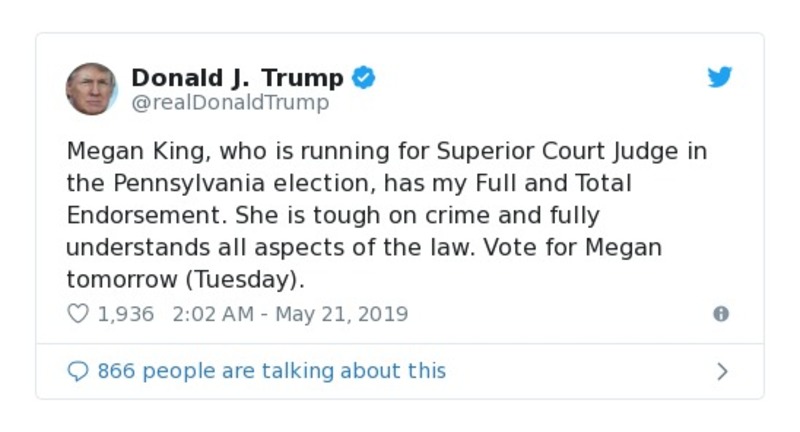 Donald J. Trump
@realDonaldTrump
Megan King, who is running for Superior Court Judge in
the Pennsylvania election, has my Full and Total
Endorsement. She is tough on crime and fully
understands all aspects of the law. Vote for Megan
tomorrow (Tuesday).
1,936 2:02 AM - May 21, 2019
866 people are talking about this